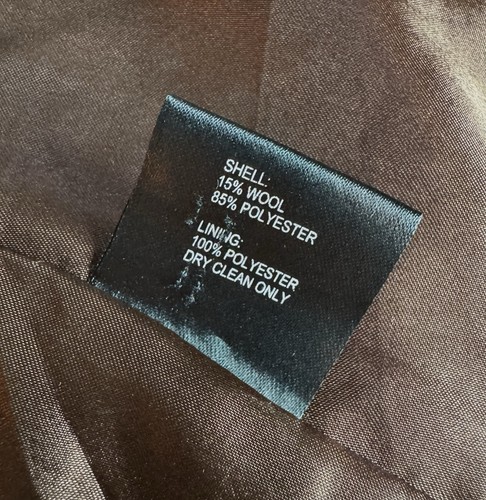 SHELL:
15% WOOL
85% POLYESTER
LINING:
100% POLYESTER
DRY CLEAN ONLY